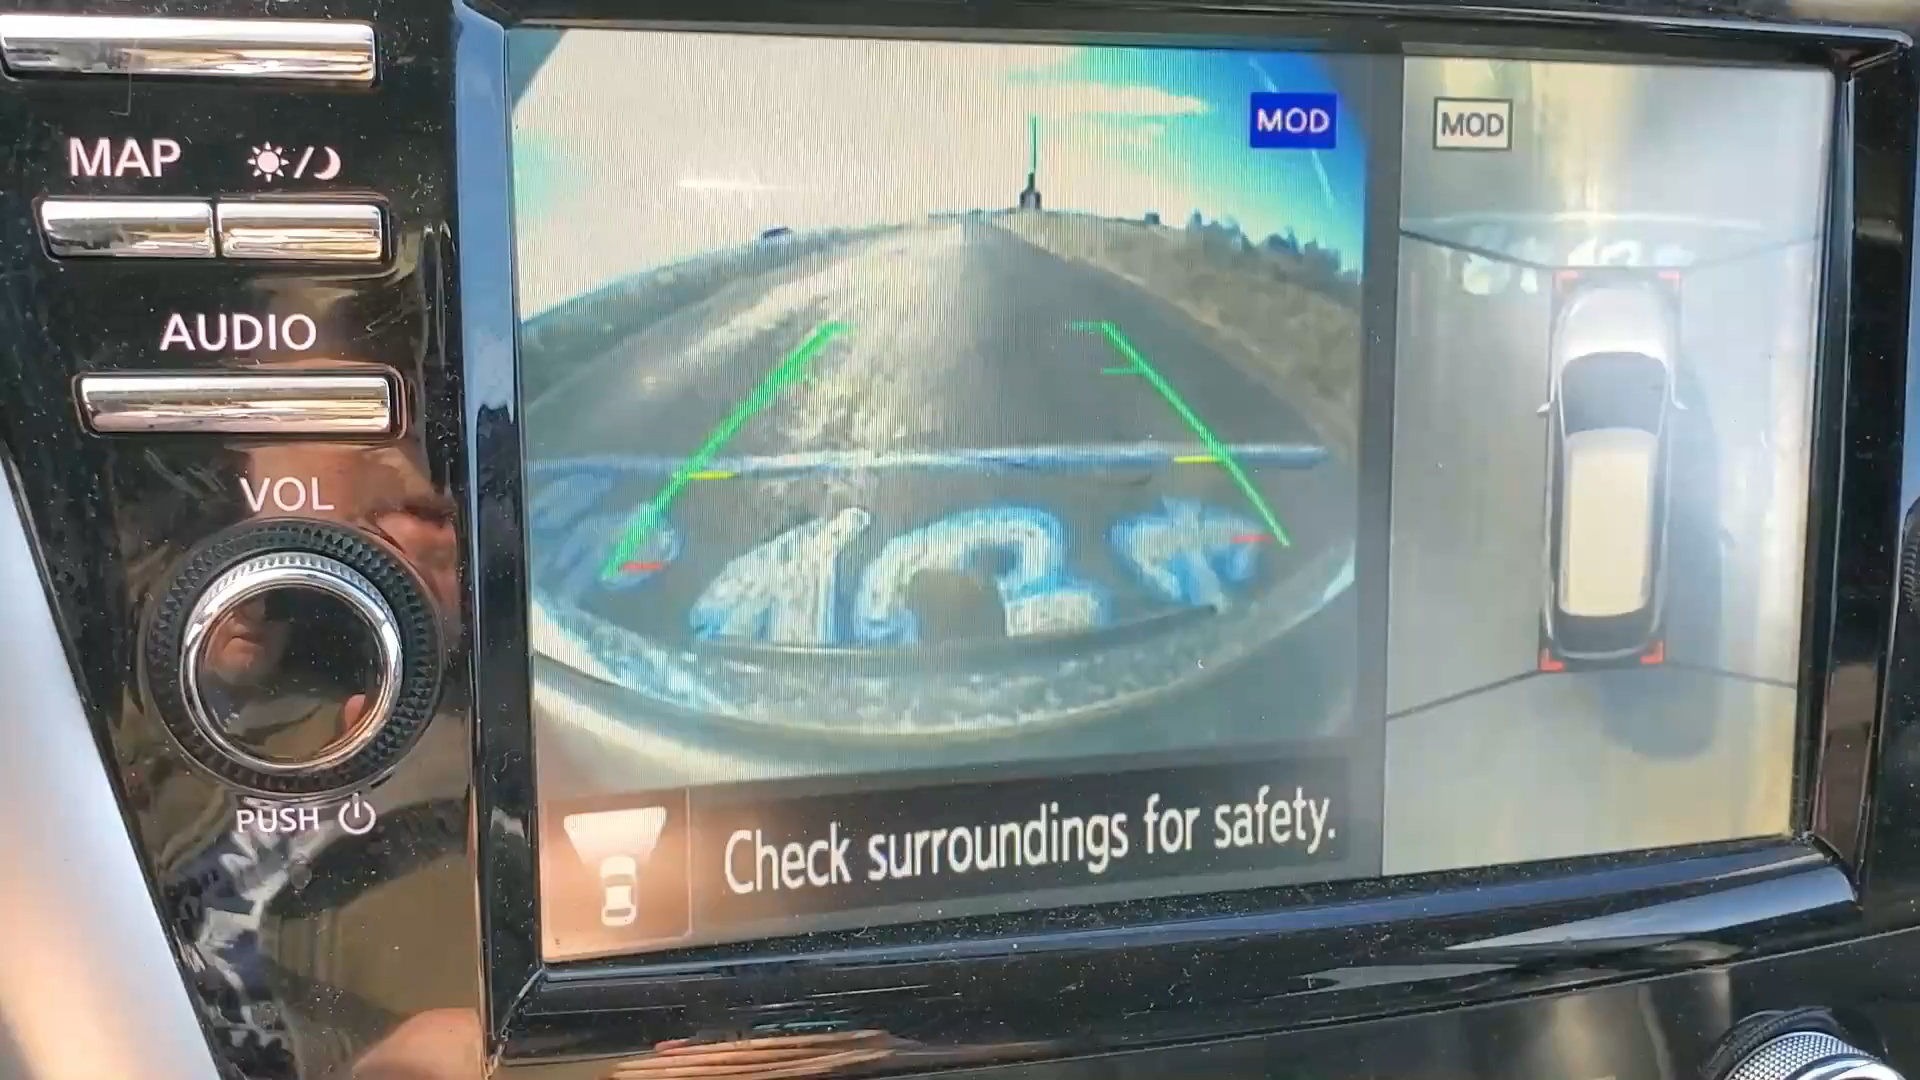 MAP
AUDIO
VOL
PUSH
MOD
MOD
Check surroundings for safety.